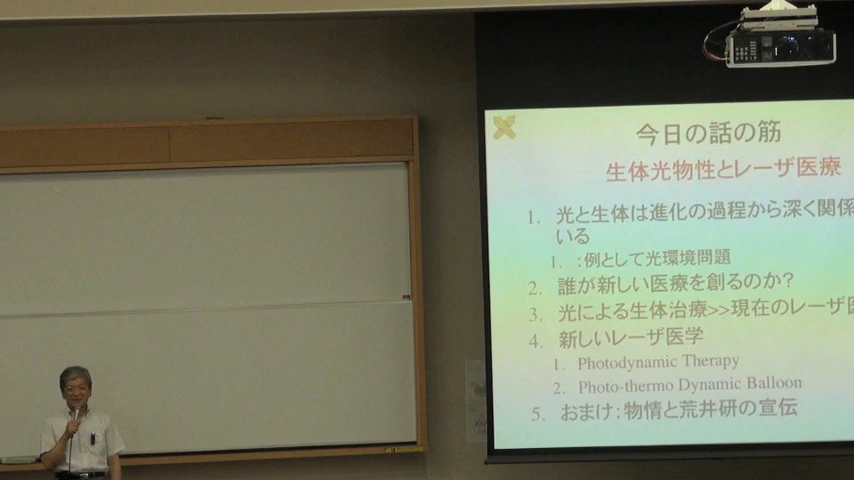 今日の話の筋
生体光物性とレーザ医療
1. 光と生体は進化の過程から深く関係
いる
1. ：例として光環境問題
2. 誰が新しい医療を創るのか？
3. 光による生体治療>>現在のレーザ医
4. 新しいレーザ医学
1. Photodynamic Therapy
2. Photo-thermo Dynamic Balloon
5. おまけ：物情と荒井研の宣伝